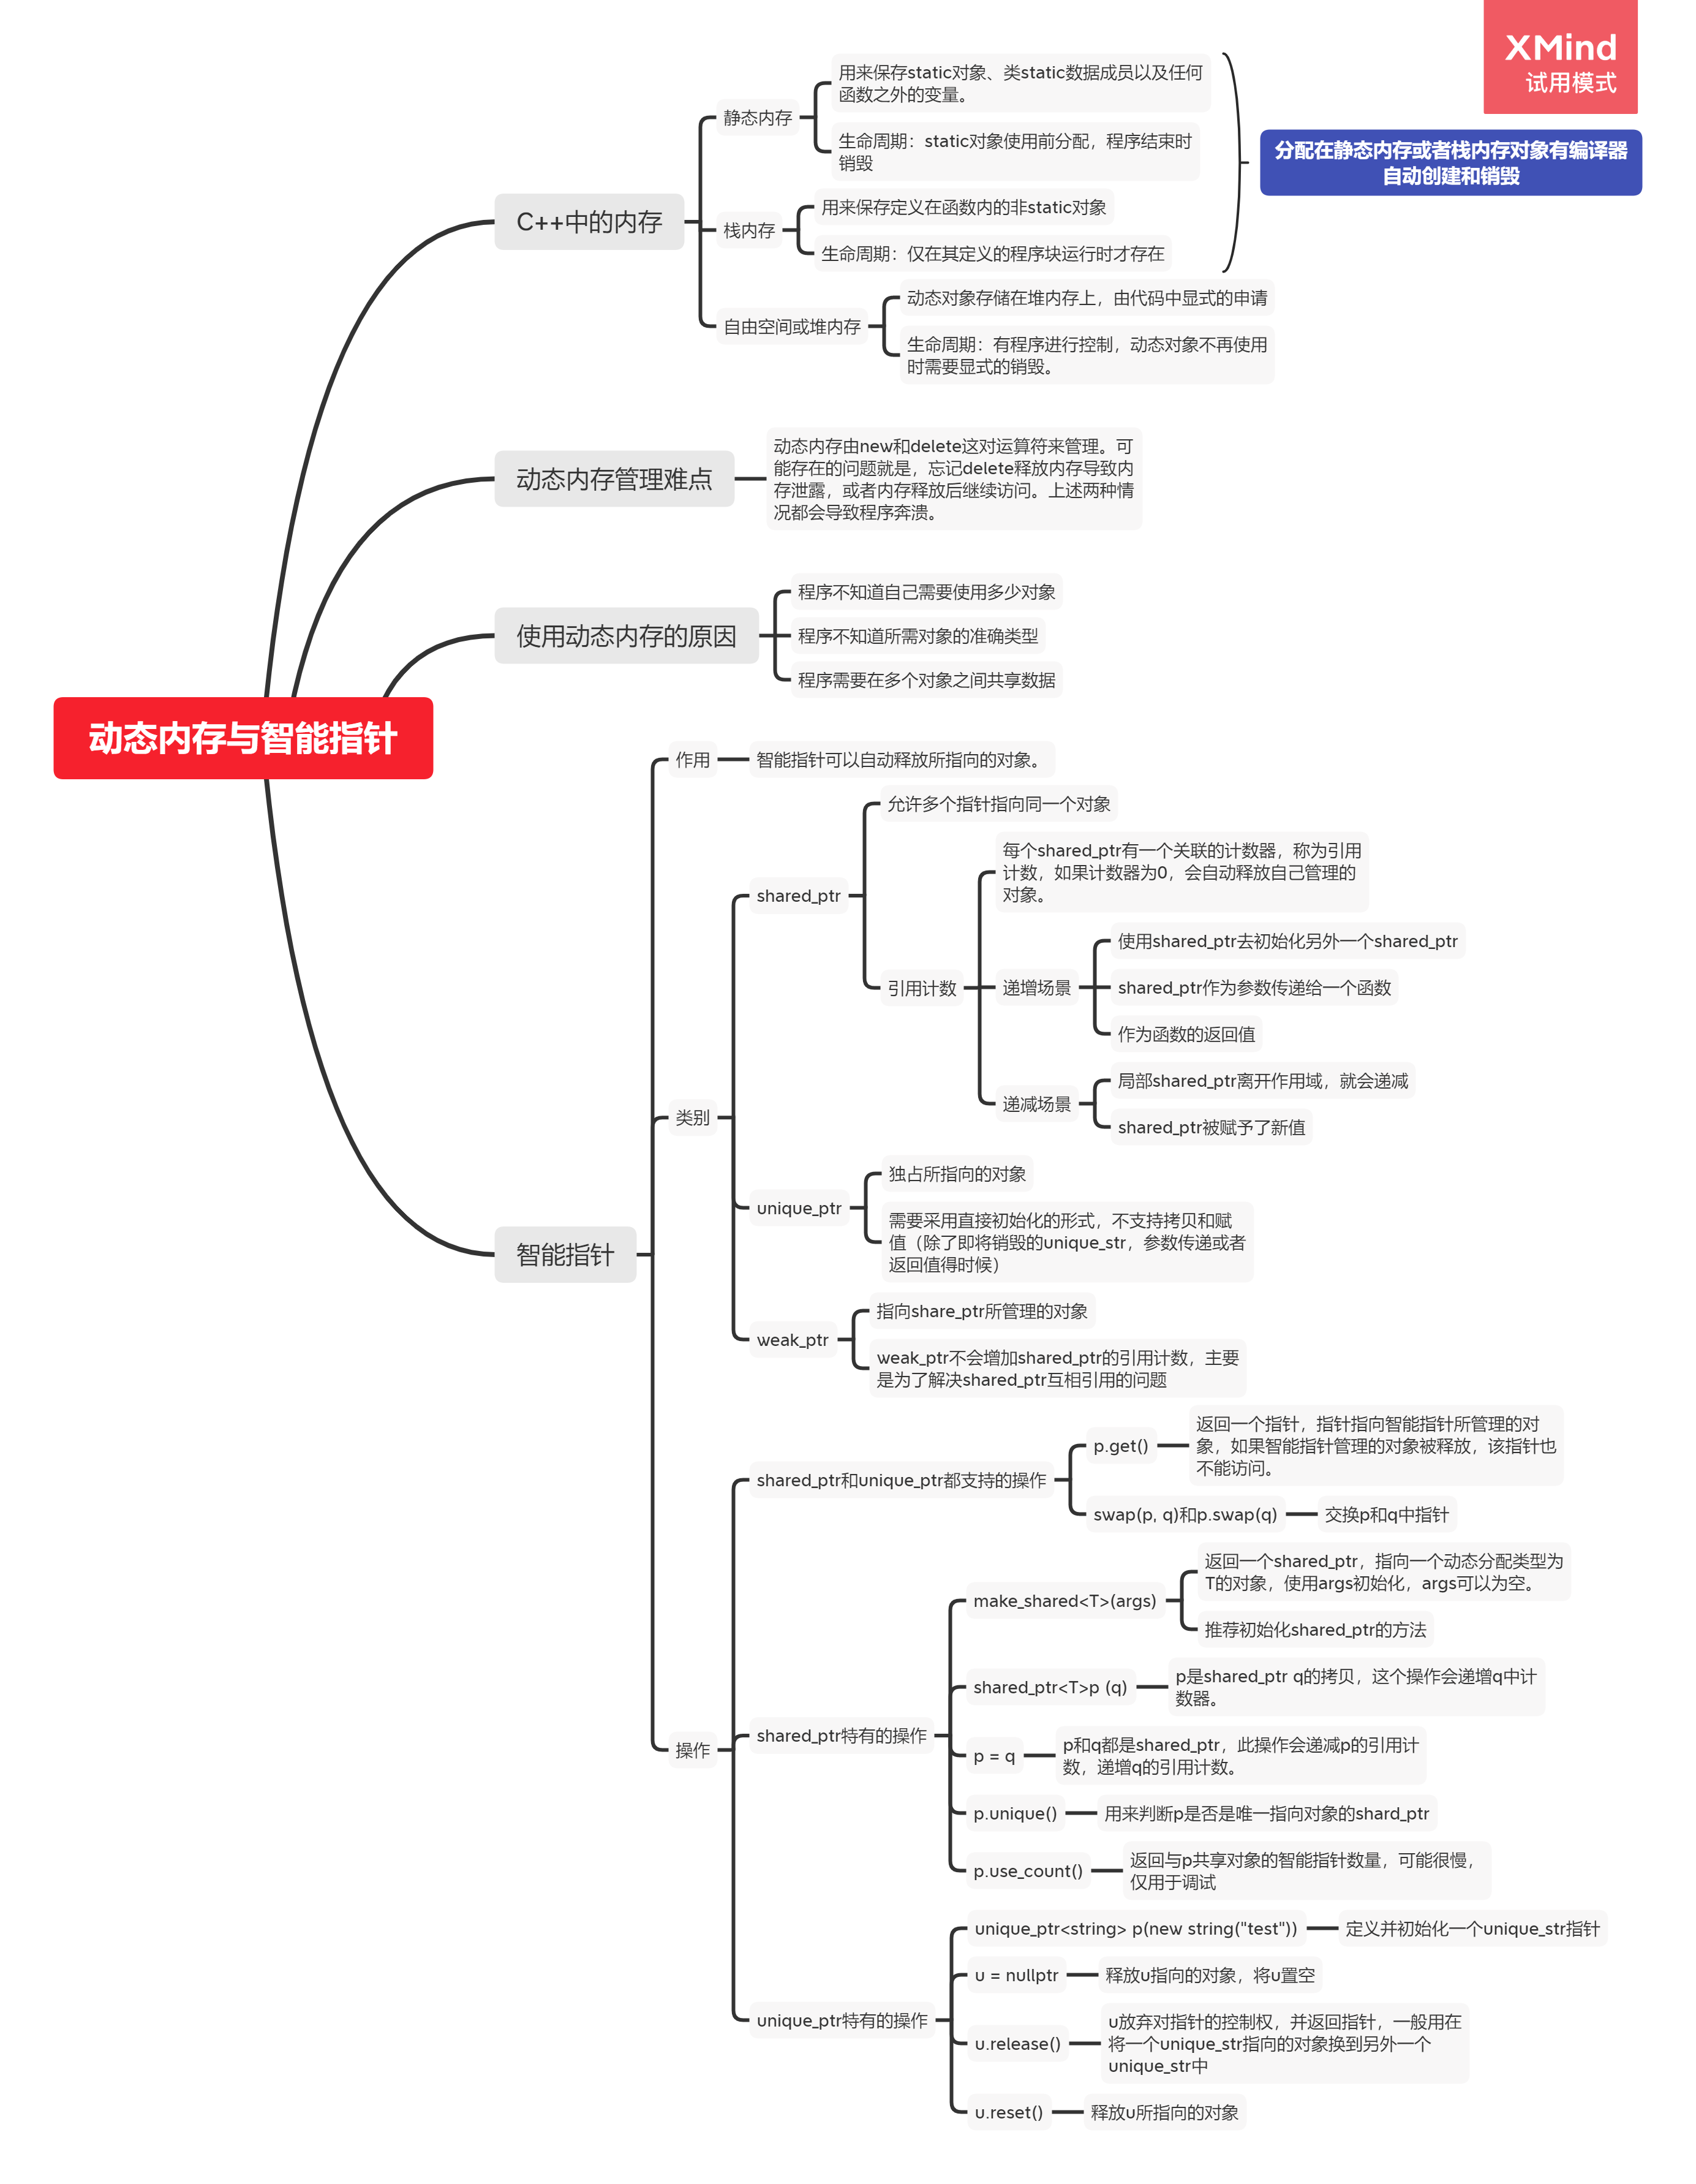 XMind
试用模式
用来保存static对象、类static数据成员以及任何
函数之外的变量。
静态内存
生命周期：static对象使用前分配，程序结束时
销毁
分配在静态内存或者栈内存对象有编译器
自动创建和销毁
C++中的内存
用来保存定义在函数内的非static对象
栈内存
生命周期：仅在其定义的程序块运行时才存在
动态对象存储在堆内存上，由代码中显式的申请
自由空间或堆内存
生命周期：有程序进行控制，动态对象不再使用
时需要显式的销毁。
动态内存管理难点
动态内存由new和delete这对运算符来管理。可
能存在的问题就是，忘记delete释放内存导致内
存泄露，或者内存释放后继续访问。上述两种情
况都会导致程序奔溃。
使用动态内存的原因
程序不知道自己需要使用多少对象
程序不知道所需对象的准确类型
程序需要在多个对象之间共享数据
动态内存与智能指针
智能指针
作用
智能指针可以自动释放所指向的对象。
类别
shared_ptr
允许多个指针指向同一个对象
引用计数
每个shared_ptr有一个关联的计数器，称为引用
计数，如果计数器为0，会自动释放自己管理的
对象。
递增场景
使用shared_ptr去初始化另外一个shared_ptr
shared_ptr作为参数传递给一个函数
作为函数的返回值
递减场景
局部shared_ptr离开作用域，就会递减
shared_ptr被赋予了新值
unique_ptr
独占所指向的对象
需要采用直接初始化的形式，不支持拷贝和赋
值（除了即将销毁的unique_str，参数传递或者
返回值得时候）
weak_ptr
指向share_ptr所管理的对象
weak_ptr不会增加shared_ptr的引用计数，主要
是为了解决shared_ptr互相引用的问题
操作
shared_ptr和unique_ptr都支持的操作
p.get()
返回一个指针，指针指向智能指针所管理的对
象，如果智能指针管理的对象被释放，该指针也
不能访问。
swap(p, q)和p.swap(q)
交换p和q中指针
shared_ptr特有的操作
make_shared<T>(args)
返回一个shared_ptr，指向一个动态分配类型为
T的对象，使用args初始化，args可以为空。
推荐初始化shared_ptr的方法
shared_ptr<T>p (q)
p是shared_ptr q的拷贝，这个操作会递增q中计
数器。
p = q
p和q都是shared_ptr，此操作会递减p的引用计
数，递增q的引用计数。
p.unique()
用来判断p是否是唯一指向对象的shard_ptr
p.use_count()
返回与p共享对象的智能指针数量，可能很慢，
仅用于调试
unique_ptr特有的操作
unique_ptr<string> p(new string("test"))
定义并初始化一个unique_str指针
u = nullptr
释放u指向的对象，将u置空
u.release()
u放弃对指针的控制权，并返回指针，一般用在
将一个unique_str指向的对象换到另外一个
unique_str中
u.reset()
释放u所指向的对象